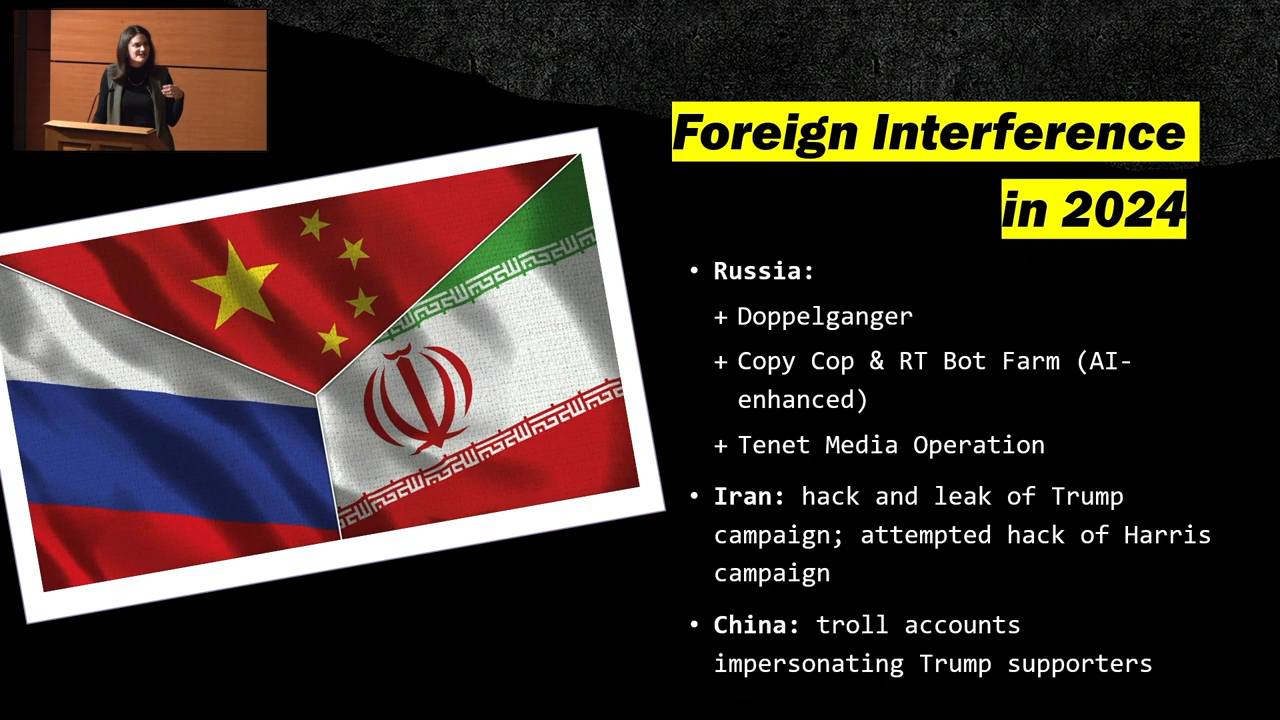 Foreign Interference
in 2024
• Russia:
+ Doppelganger
+ Copy Cop & RT Bot Farm (AI-
enhanced)
+ Tenet Media Operation
• Iran: hack and leak of Trump
campaign; attempted hack of Harris
campaign
• China: troll accounts
impersonating Trump supporters